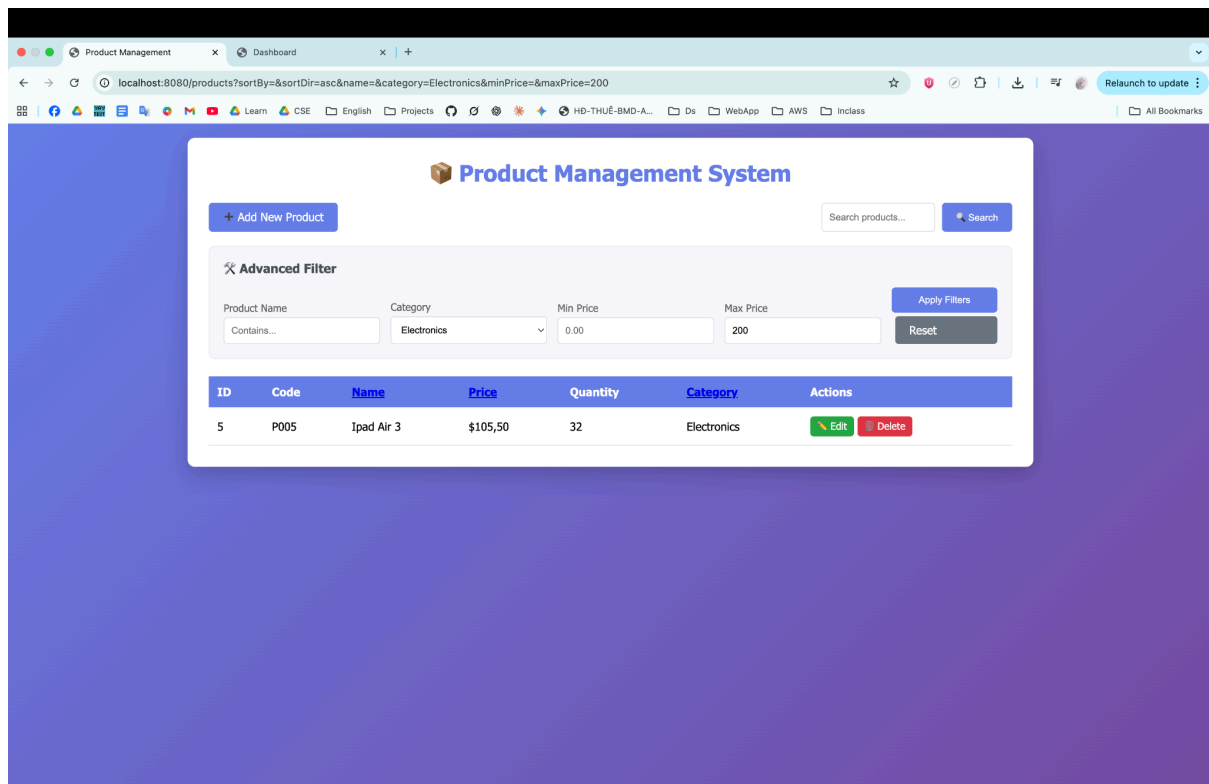 Product Management
Dashboard
localhost:8080/products?sortBy=&sortDir=asc&name=&category=Electronics&minPrice=&maxPrice=200
Relaunch to update
Learn CSE English Projects HĐ-THUÊ-BMD-A... Ds WebApp AWS Inclass All Bookmarks
Product Management System
Add New Product
Search products...
Search
Advanced Filter
Product Name Category Min Price Max Price Apply Filters
Contains... Electronics 0.00 200 Reset
ID Code Name Price Quantity Category Actions
5 P005 Ipad Air 3 $105,50 32 Electronics Edit Delete